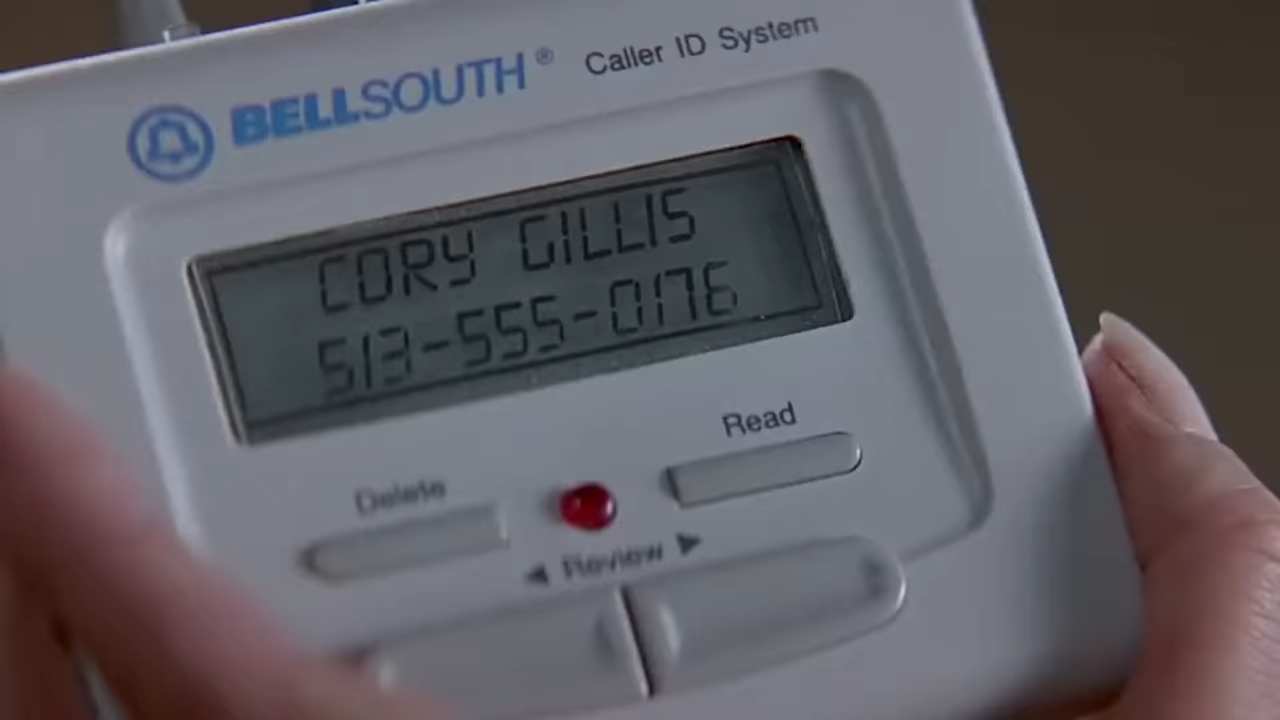 BELLSOUTH® Caller ID System
CORY GILLIS
513-555-0176
Read
Delete
◄ Review ►